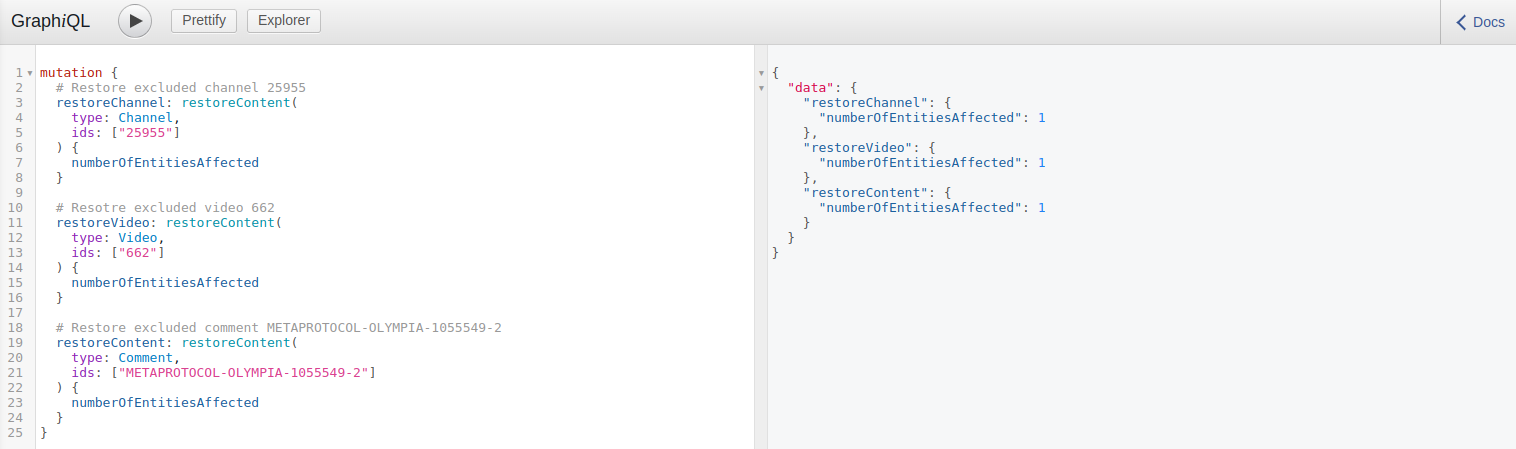 GraphiQL
Prettify
Explorer
Docs
1 mutation {
2 # Restore excluded channel 25955
3 restoreChannel: restoreContent(
4 type: Channel,
5 ids: ["25955"]
6 ) {
7 numberOfEntitiesAffected
8 }
9
10 # Resotre excluded video 662
11 restoreVideo: restoreContent(
12 type: Video,
13 ids: ["662"]
14 ) {
15 numberOfEntitiesAffected
16 }
17
18 # Restore excluded comment METAPROTOCOL-OLYMPIA-1055549-2
19 restoreContent: restoreContent(
20 type: Comment,
21 ids: ["METAPROTOCOL-OLYMPIA-1055549-2"]
22 ) {
23 numberOfEntitiesAffected
24 }
25 }
{
"data": {
"restoreChannel": {
"numberOfEntitiesAffected": 1
},
"restoreVideo": {
"numberOfEntitiesAffected": 1
},
"restoreContent": {
"numberOfEntitiesAffected": 1
}
}
}